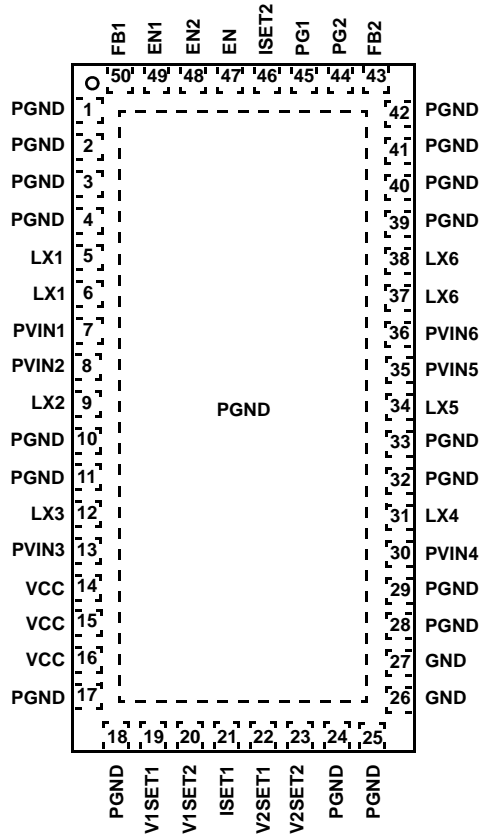 FB1 EN1 EN2 EN ISET2 PG1 PG2 FB2
50 49 48 47 46 45 44 43
PGND 1 42 PGND
PGND 2 41 PGND
PGND 3 40 PGND
PGND 4 39 PGND
LX1 5 38 LX6
LX1 6 37 LX6
PVIN1 7 36 PVIN6
PVIN2 8 35 PVIN5
LX2 9 PGND 34 LX5
PGND 10 33 PGND
PGND 11 32 PGND
LX3 12 31 LX4
PVIN3 13 30 PVIN4
VCC 14 29 PGND
VCC 15 28 PGND
VCC 16 27 GND
PGND 17 26 GND
18 19 20 21 22 23 24 25
PGND V1SET1 V1SET2 ISET1 V2SET1 V2SET2 PGND PGND